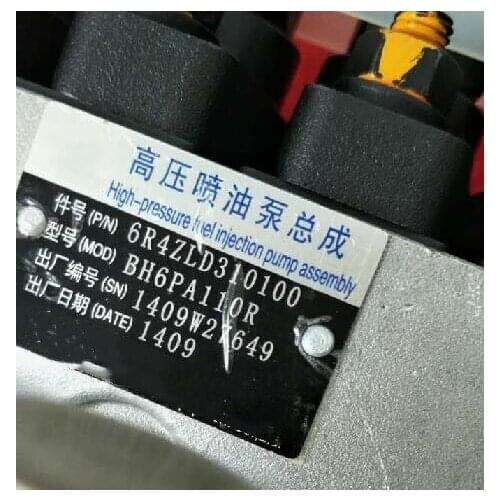 高压喷油泵总成
High-pressure fuel injection pump assembly
件号(P/N) 6R4ZLD310100
型号(MOD) BH6PA110R
出厂编号(SN) 1409W27649
出厂日期(DATE) 1409